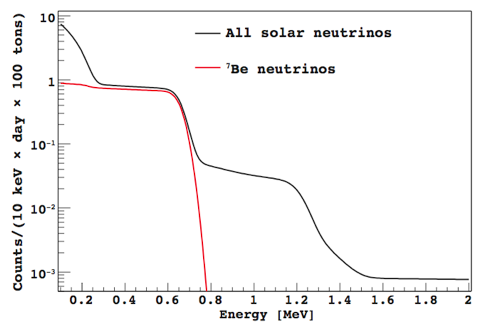 Counts/(10 keV × day × 100 tons)
10
1
10⁻¹
10⁻²
10⁻³
All solar neutrinos
⁷Be neutrinos
0.2 0.4 0.6 0.8 1 1.2 1.4 1.6 1.8 2
Energy [MeV]